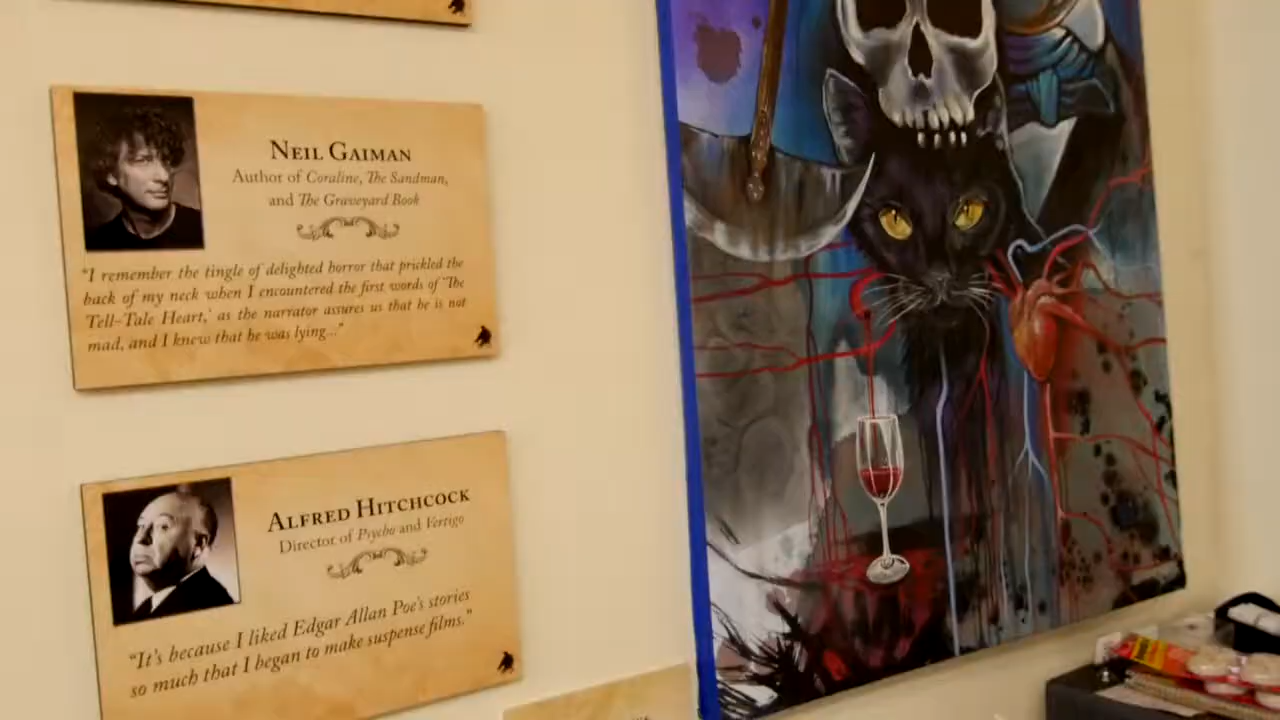 NEIL GAIMAN
Author of Coraline, The Sandman,
and The Graveyard Book
"I remember the tingle of delighted horror that prickled the
back of my neck when I encountered the first words of 'The
Tell-Tale Heart,' as the narrator assures us that he is not
mad, and I knew that he was lying..."
ALFRED HITCHCOCK
Director of Psycho and Vertigo
"It's because I liked Edgar Allan Poe's stories
so much that I began to make suspense films."